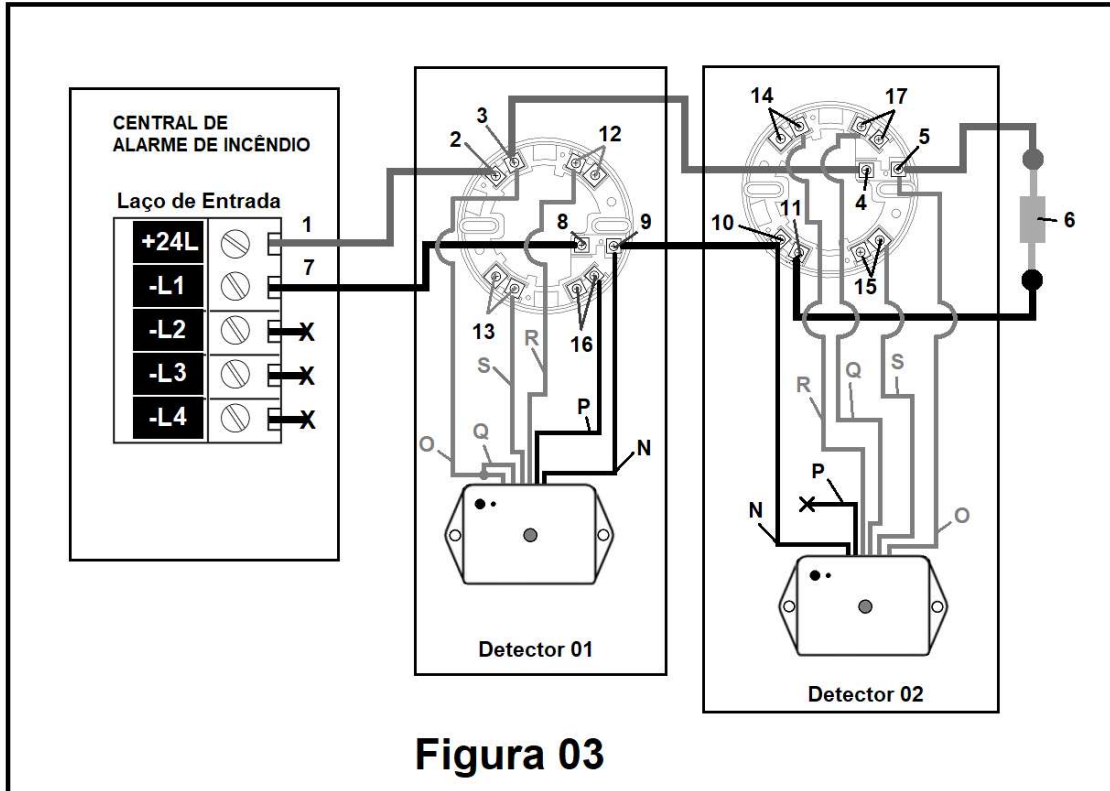 CENTRAL DE
ALARME DE INCÊNDIO
Laço de Entrada
+24L
-L1
-L2
-L3
-L4
1
7
X
X
X
2
3
12
8
9
13
16
S
R
Q
O
P
N
Detector 01
14
17
5
4
10
11
15
6
R
Q
S
P
N
O
Detector 02
Figura 03